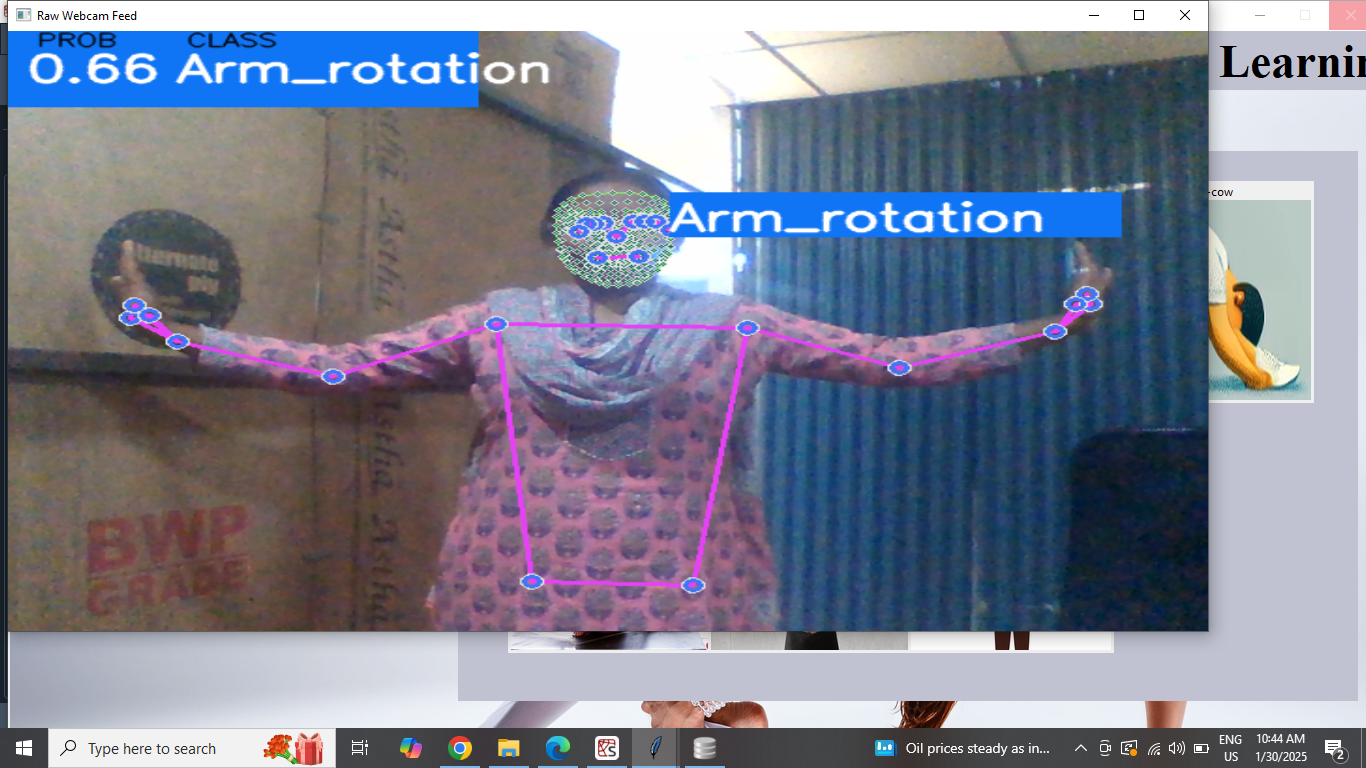 Raw Webcam Feed
Learnin
PROB CLASS
0.66 Arm_rotation
Arm_rotation
-cow
BWP
GRADE
Astha
Type here to search
Oil prices steady as in...
ENG
US
10:44 AM
1/30/2025
2